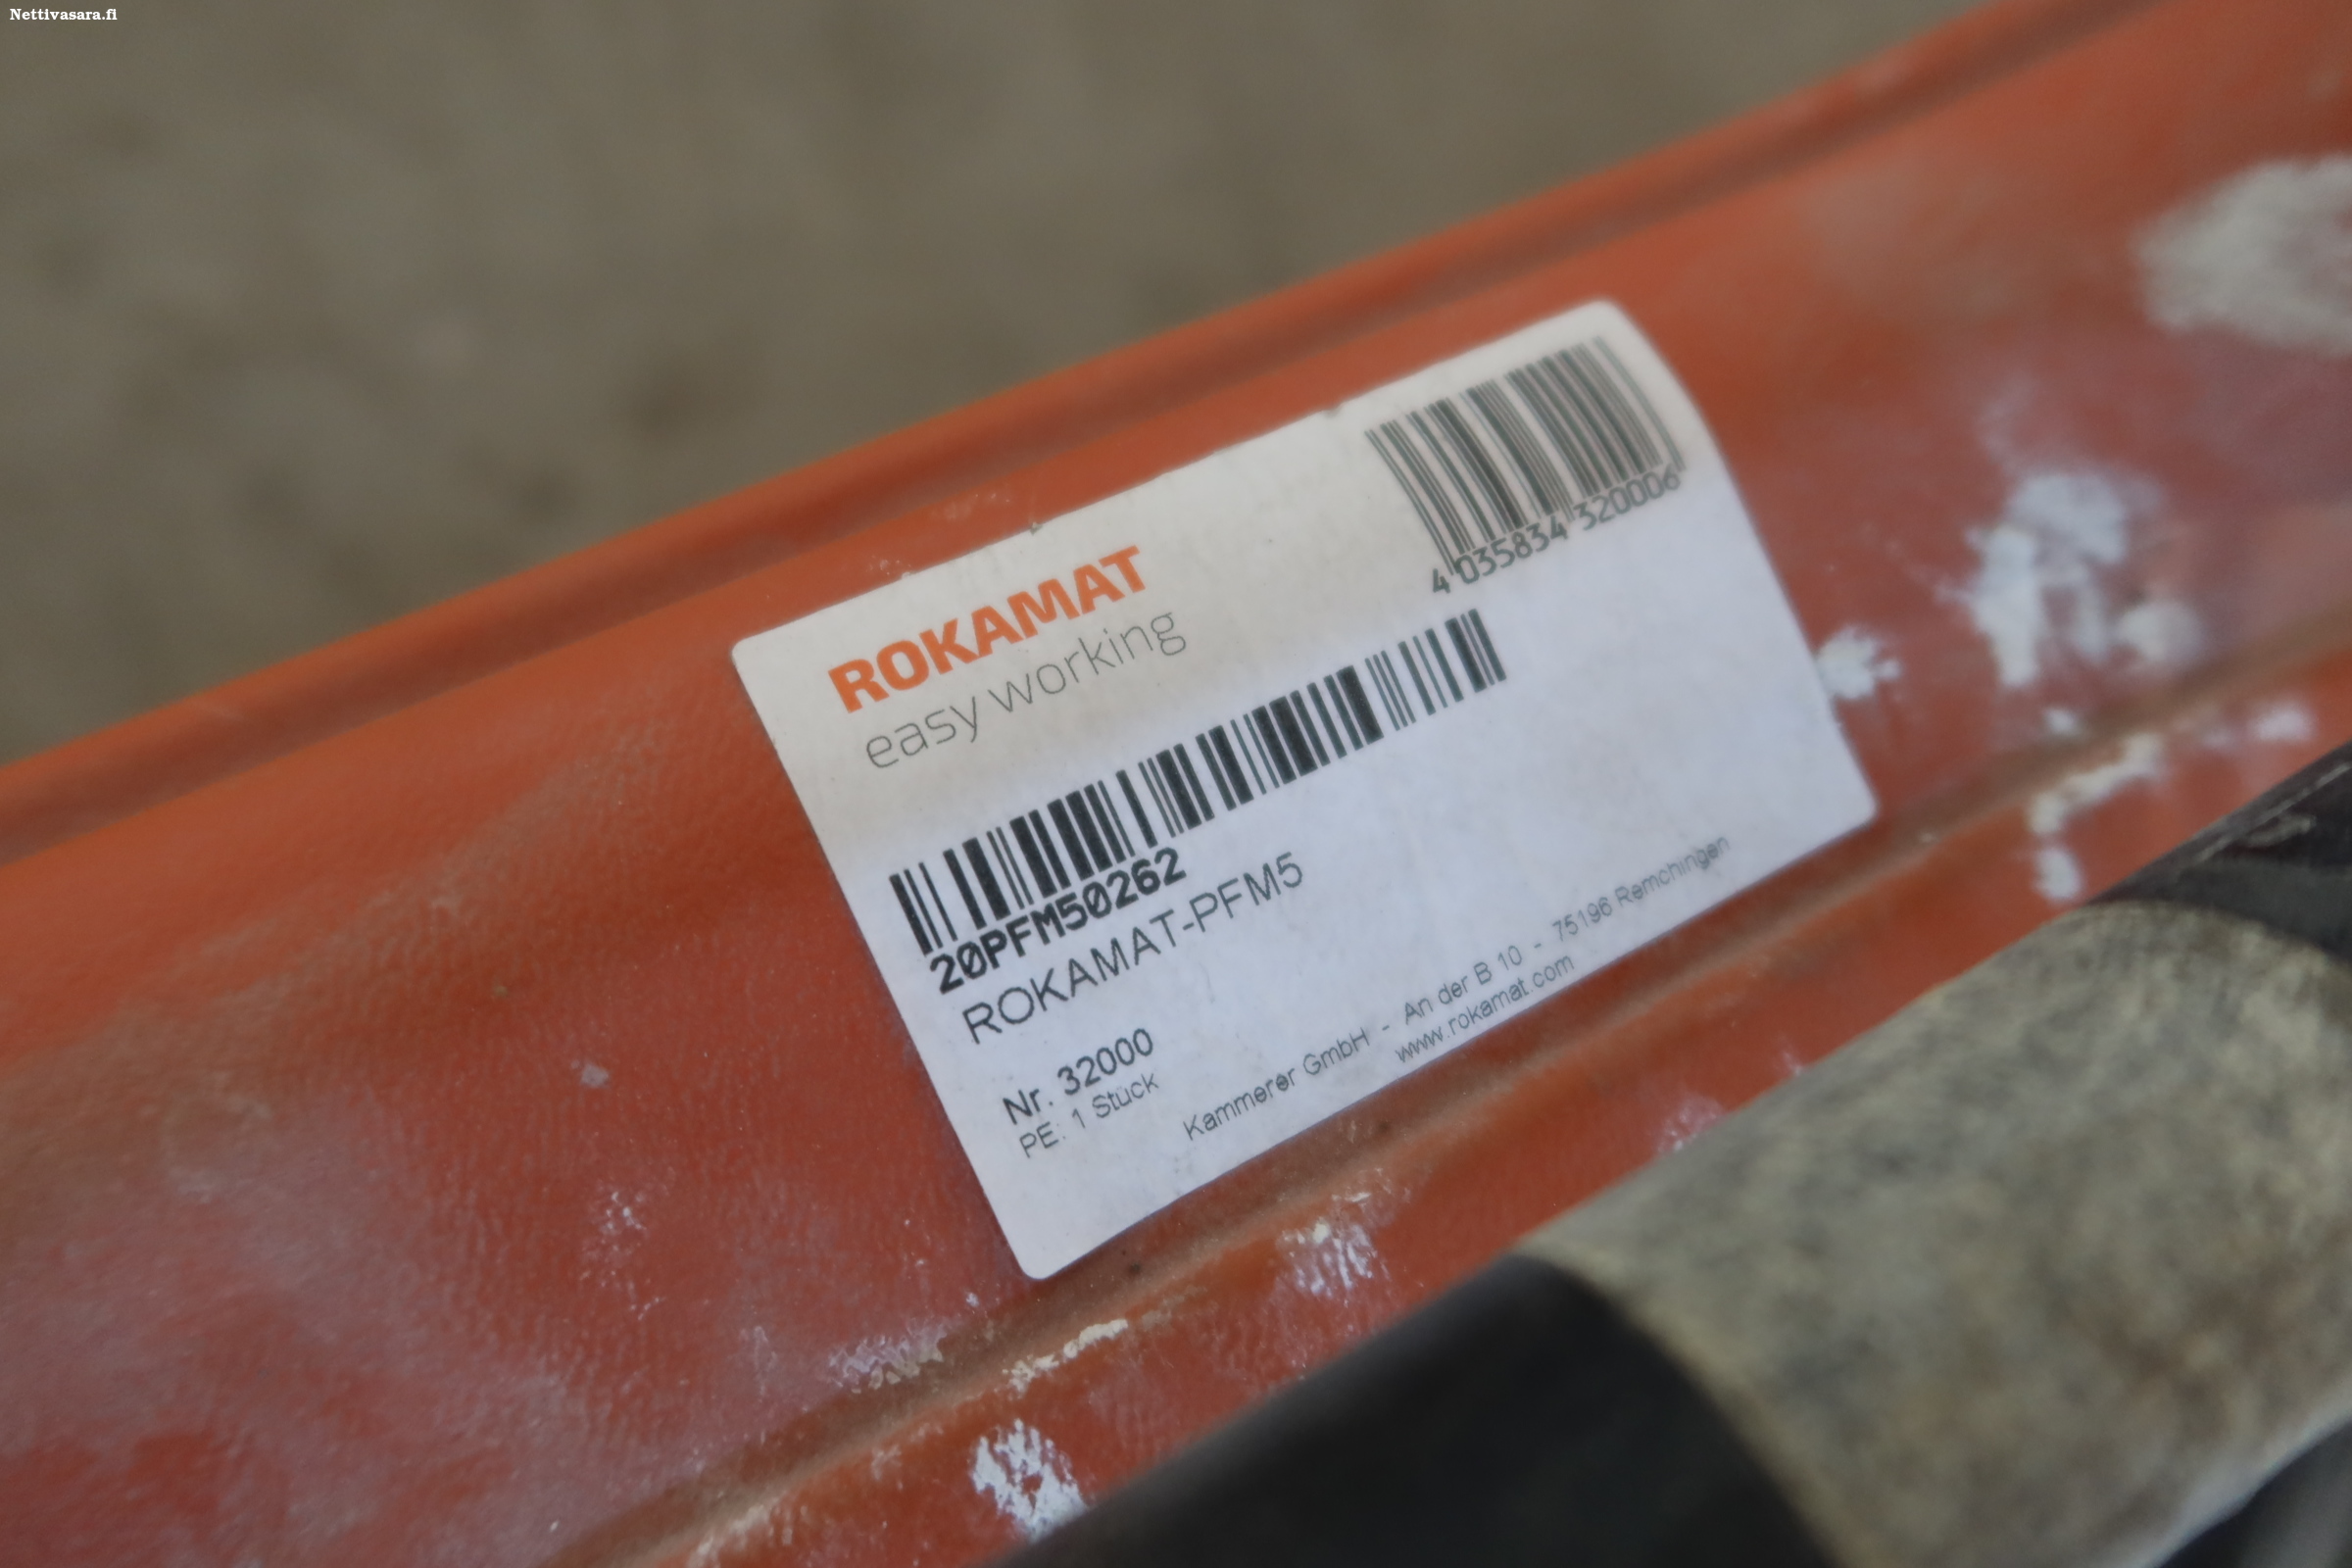 Nettivasara.fi
4 035834 320006
ROKAMAT
easy working
20PFM50262
ROKAMAT-PFM5
Nr. 32000
PE: 1 Stück
Kammerer GmbH - An der B 10 - 75196 Remchingen
www.rokamat.com